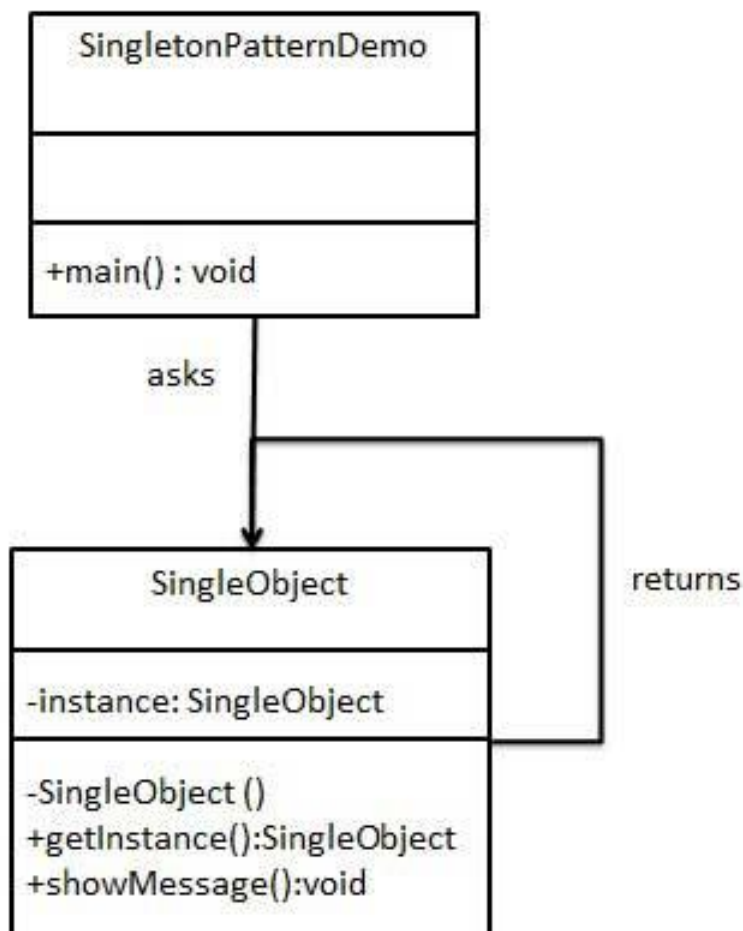 SingletonPatternDemo
+main() : void
asks
SingleObject
returns
-instance: SingleObject
-SingleObject ()
+getInstance():SingleObject
+showMessage():void